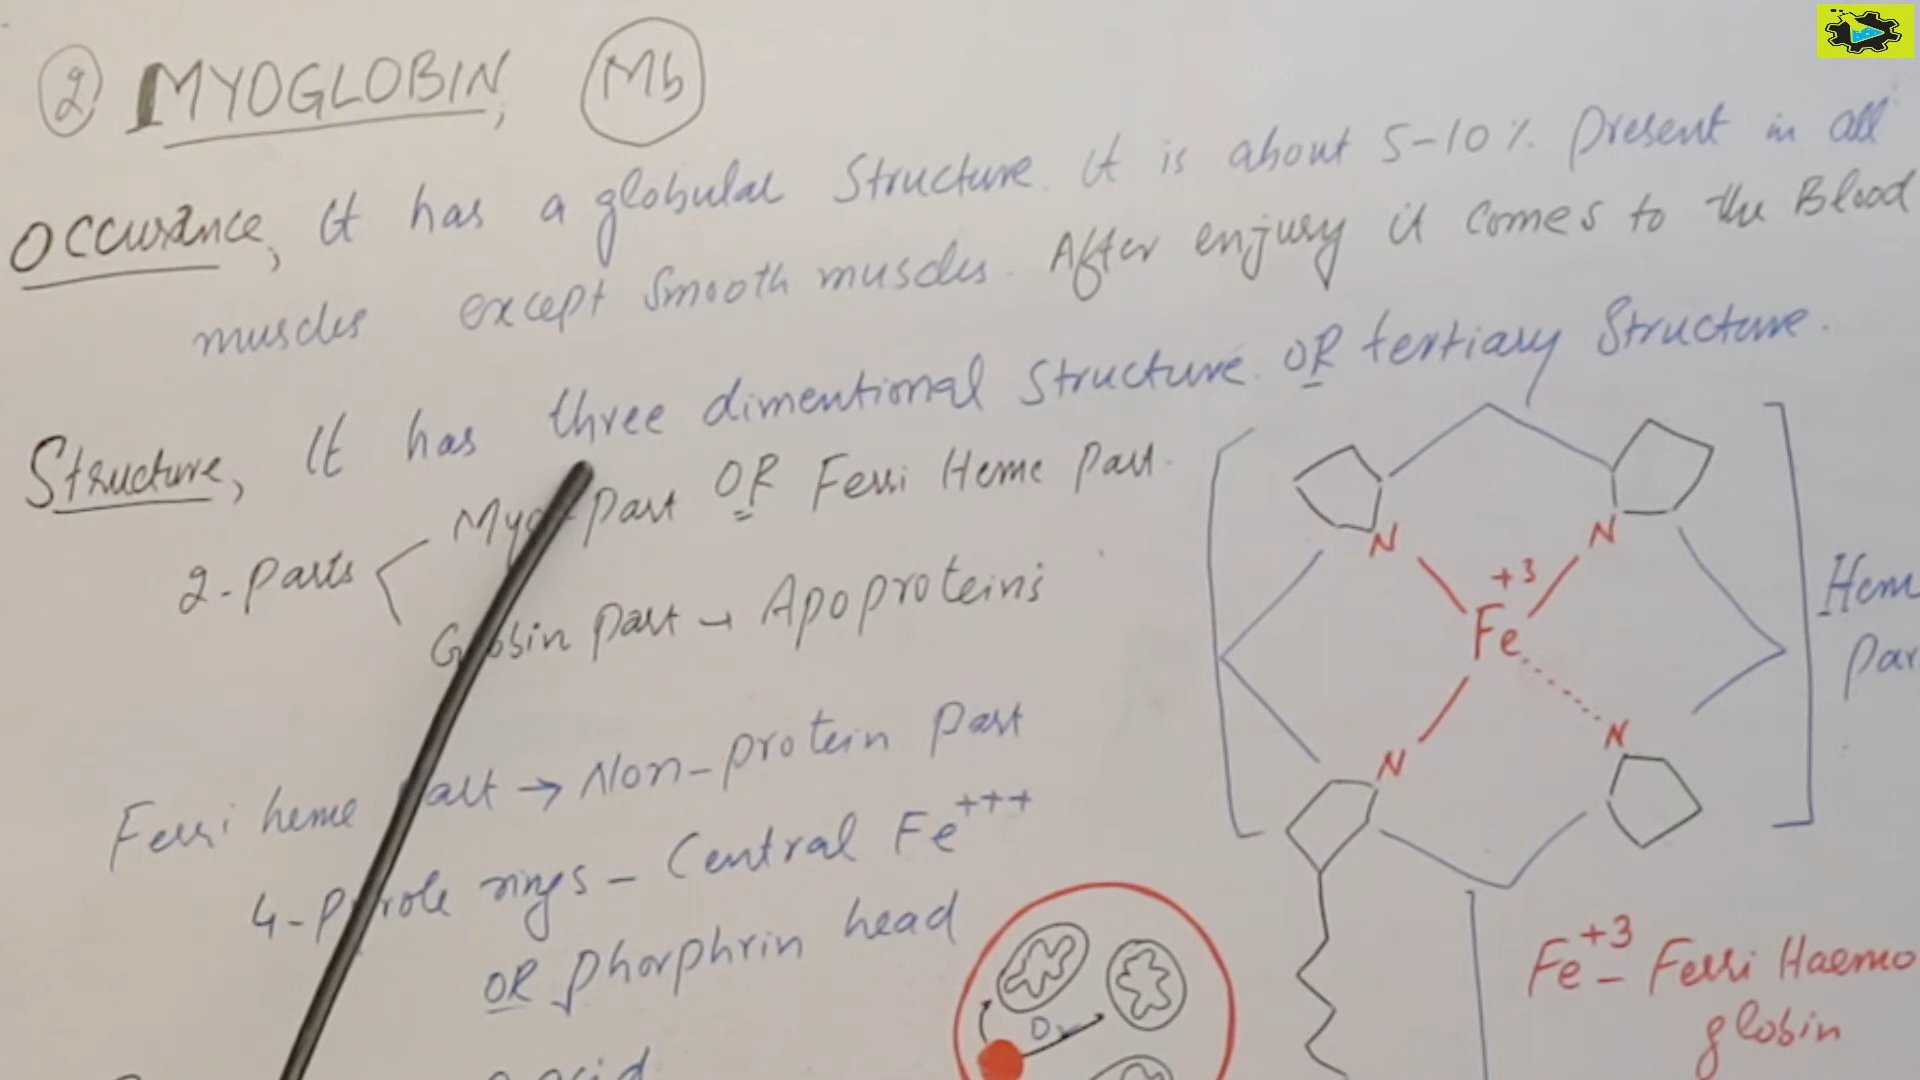 2 MYOGLOBIN, Mb
Occurance, It has a globular Structure. It is about 5-10% Present in all
muscles except Smooth muscles. After enjury it comes to the Blood
Structure, It has three dimentional Structure OR tertiary Structure.
2-Parts
Part OR Ferri Heme Part.
Part → Apoproteins
Ferri heme → Non-protein Part
4- rings - Central Fe+++
OR phorphrin head
acid
N
N
+3
Fe
N
N
Hem
Par
Fe+3 - Ferri Haemo
globin